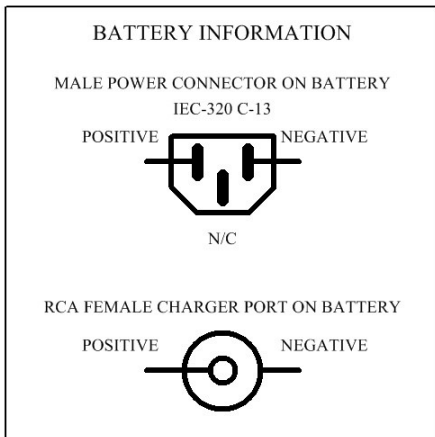 BATTERY INFORMATION
MALE POWER CONNECTOR ON BATTERY
IEC-320 C-13
POSITIVE NEGATIVE
N/C
RCA FEMALE CHARGER PORT ON BATTERY
POSITIVE NEGATIVE